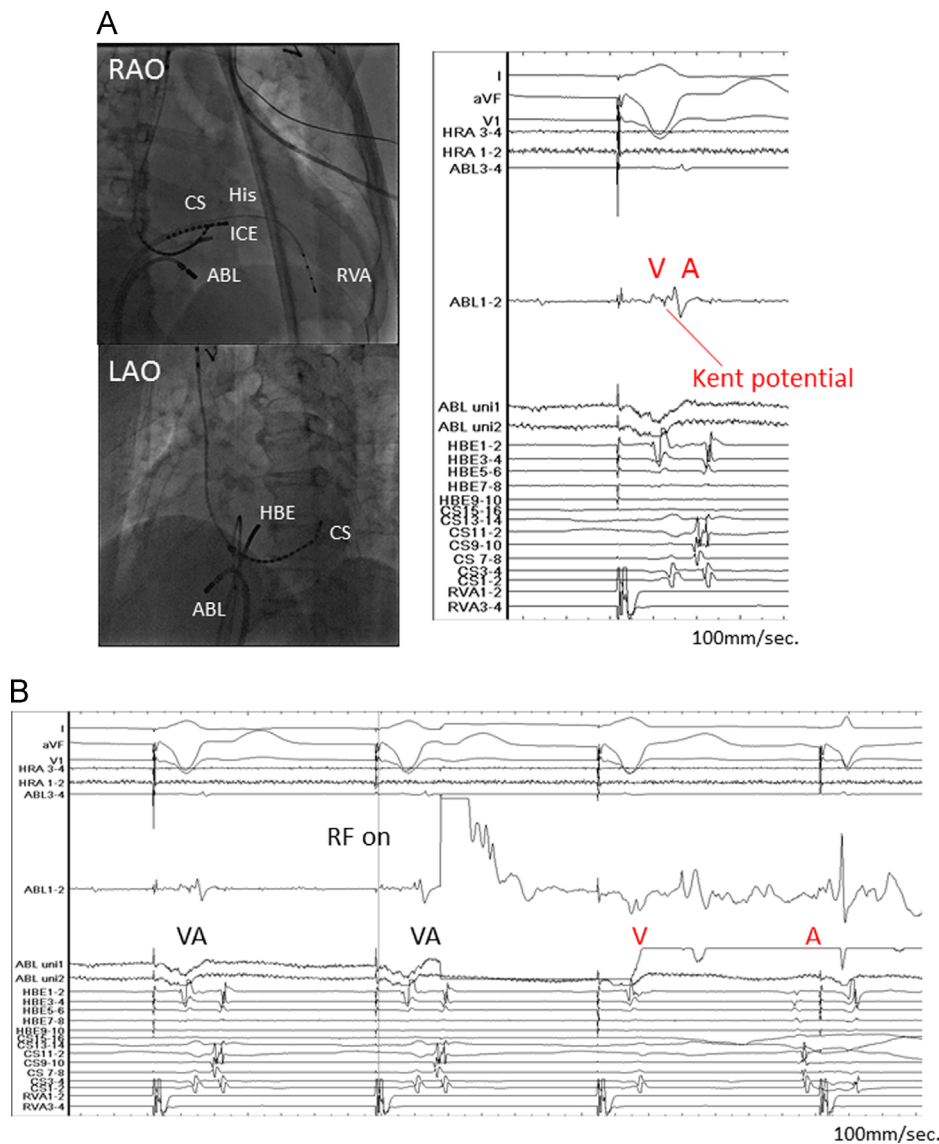 A
RAO
CS
His
ICE
ABL
RVA
LAO
HBE
CS
ABL
I
aVF
V1
HRA 3-4
HRA 1-2
ABL3-4
V A
ABL1-2
Kent potential
ABL uni1
ABL uni2
HBE1-2
HBE3-4
HBE5-6
HBE7-8
HBE9-10
CS15-16
CS13-14
CS11-2
CS9-10
CS 7-8
CS3-4
CS1-2
RVA1-2
RVA3-4
100mm/sec.
B
I
aVF
V1
HRA 3-4
HRA 1-2
ABL3-4
RF on
ABL1-2
VA VA V A
ABL uni1
ABL uni2
HBE1-2
HBE3-4
HBE5-6
HBE7-8
HBE9-10
CS15-16
CS13-14
CS11-2
CS9-10
CS 7-8
CS3-4
CS1-2
RVA1-2
RVA3-4
100mm/sec.